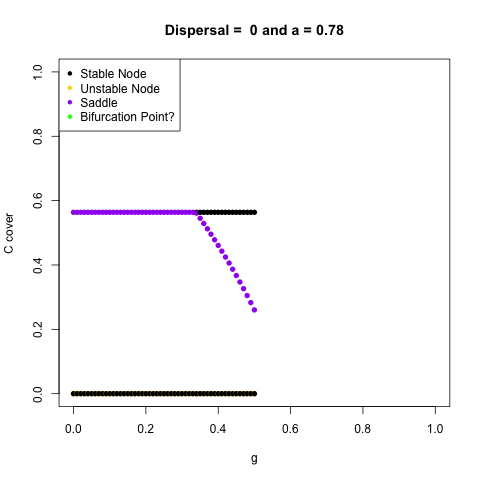 Dispersal =  0 and a = 0.78
Stable Node
Unstable Node
Saddle
Bifurcation Point?
C cover
1.0
0.8
0.6
0.4
0.2
0.0
0.0 0.2 0.4 0.6 0.8 1.0
g